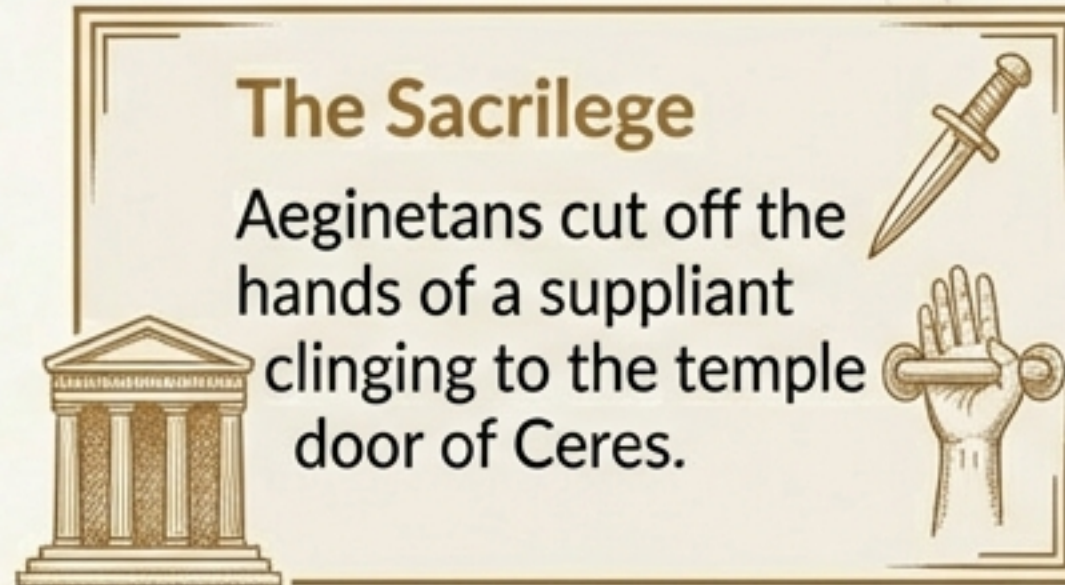 The Sacrilege
Aeginetans cut off the
hands of a suppliant
clinging to the temple
door of Ceres.